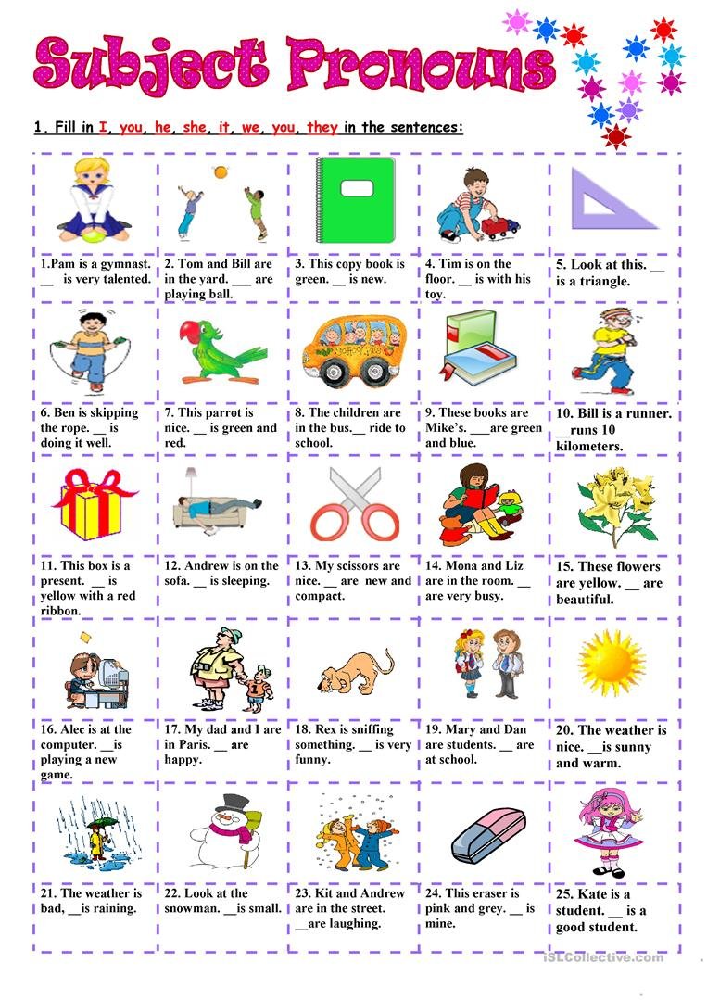 Subject Pronouns
1. Fill in I, you, he, she, it, we, you, they in the sentences:
1.Pam is a gymnast.
__ is very talented.
2. Tom and Bill are
in the yard. ___ are
playing ball.
3. This copy book is
green. __ is new.
4. Tim is on the
floor. __ is with his
toy.
5. Look at this. __
is a triangle.
SCHOOL BUS
6. Ben is skipping
the rope. __ is
doing it well.
7. This parrot is
nice. __ is green and
red.
8. The children are
in the bus.__ ride to
school.
9. These books are
Mike’s. ___are green
and blue.
10. Bill is a runner.
__runs 10
kilometers.
11. This box is a
present. __ is
yellow with a red
ribbon.
12. Andrew is on the
sofa. __ is sleeping.
13. My scissors are
nice. __ are new and
compact.
14. Mona and Liz
are in the room. __
are very busy.
15. These flowers
are yellow. __ are
beautiful.
1
16. Alec is at the
computer. __is
playing a new
game.
17. My dad and I are
in Paris. __ are
happy.
18. Rex is sniffing
something. __ is very
funny.
19. Mary and Dan
are students. __ are
at school.
20. The weather is
nice. __is sunny
and warm.
21. The weather is
bad, __is raining.
22. Look at the
snowman. __is small.
23. Kit and Andrew
are in the street.
__are laughing.
24. This eraser is
pink and grey. __ is
mine.
25. Kate is a
student. __ is a
good student.
iSLCollective.com